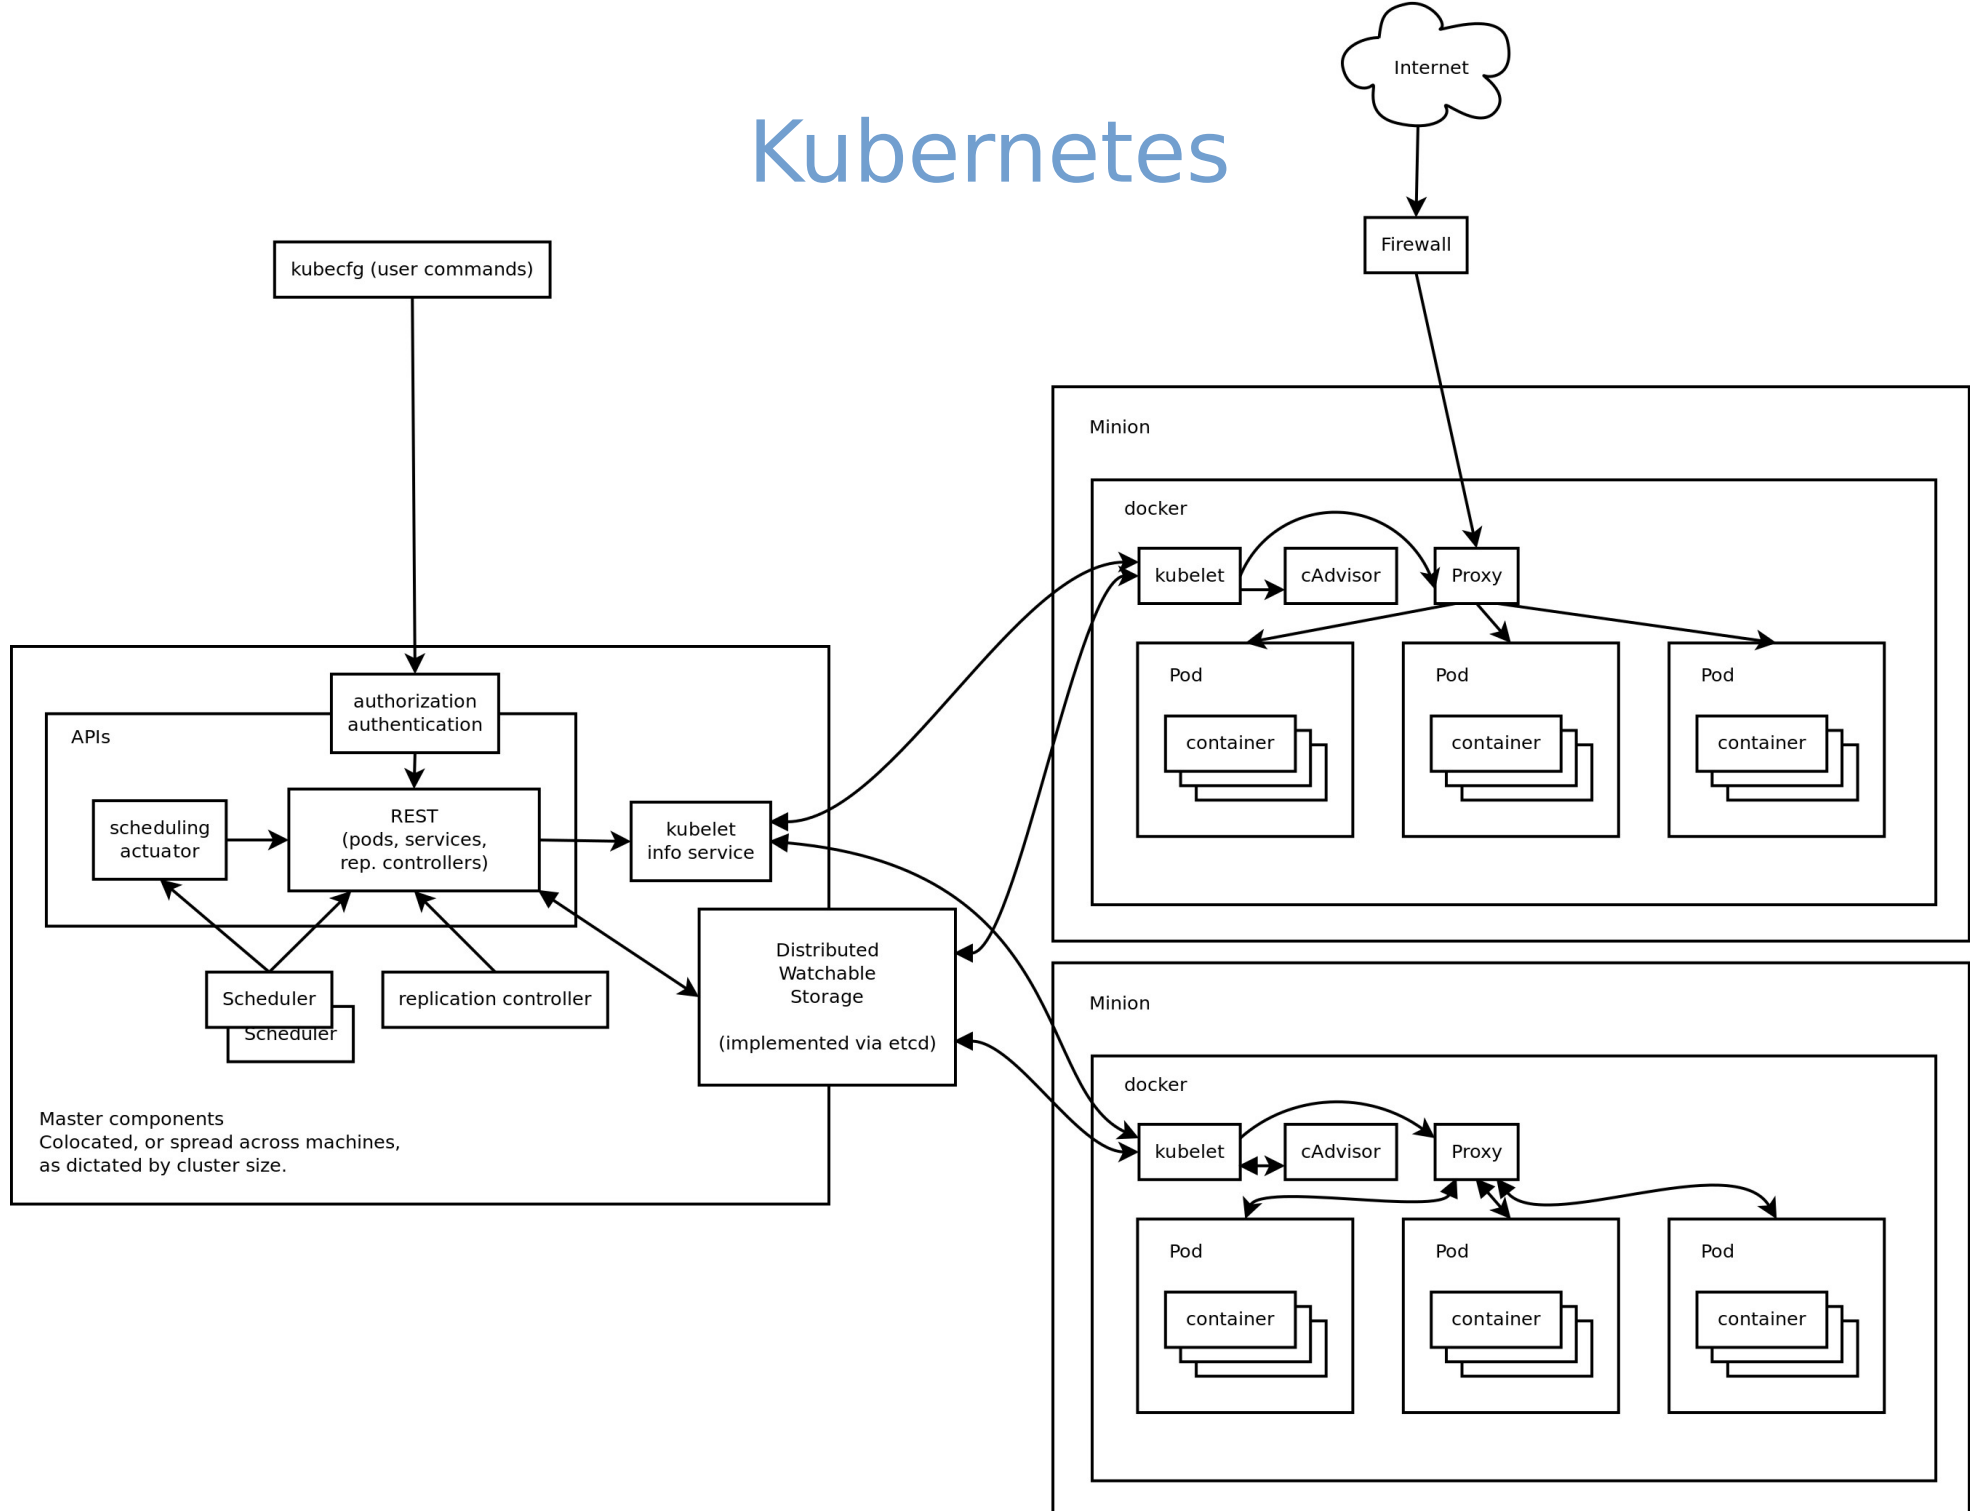 Internet
Kubernetes
Firewall
kubecfg (user commands)
Minion
docker
kubelet
cAdvisor
Proxy
Pod
Pod
Pod
container
container
container
authorization
authentication
APIs
scheduling
actuator
REST
(pods, services,
rep. controllers)
kubelet
info service
Distributed
Watchable
Storage
(implemented via etcd)
Scheduler
Scheduler
replication controller
Master components
Colocated, or spread across machines,
as dictated by cluster size.
Minion
docker
kubelet
cAdvisor
Proxy
Pod
Pod
Pod
container
container
container